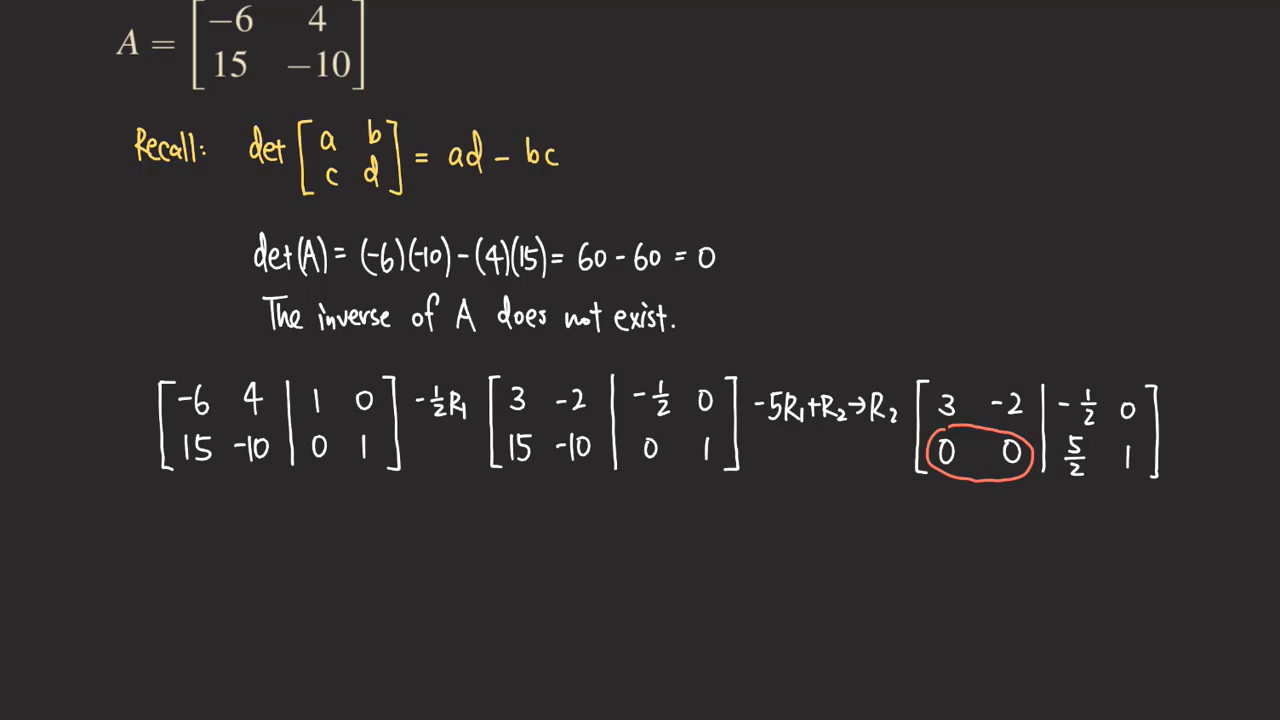 A = [ −6 4 ; 15 −10 ]
Recall: det [ a b ; c d ] = ad - bc
det(A) = (-6)(-10) - (4)(15) = 60 - 60 = 0
The inverse of A does not exist.
[ -6 4 | 1 0 ; 15 -10 | 0 1 ] -½R₁ [ 3 -2 | -½ 0 ; 15 -10 | 0 1 ] -5R₁+R₂→R₂ [ 3 -2 | -½ 0 ; 0 0 | 5/2 1 ]